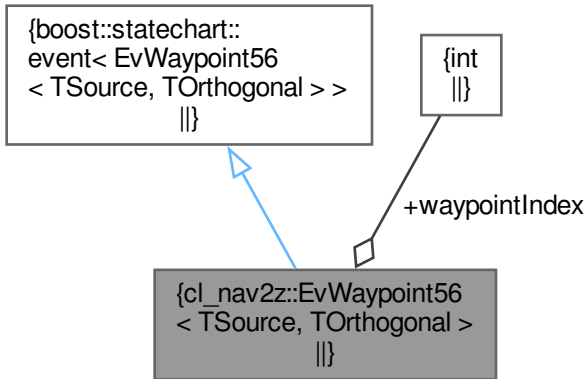 {boost::statechart::
event< EvWaypoint56
< TSource, TOrthogonal > >
||}
{int
||}
+waypointIndex
{cl_nav2z::EvWaypoint56
< TSource, TOrthogonal >
||}